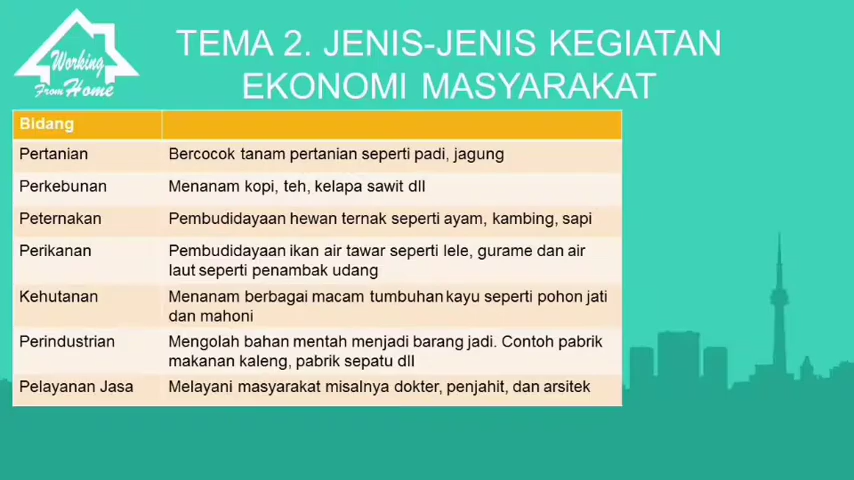 Working
From Home
TEMA 2. JENIS-JENIS KEGIATAN
EKONOMI MASYARAKAT
Bidang
Pertanian Bercocok tanam pertanian seperti padi, jagung
Perkebunan Menanam kopi, teh, kelapa sawit dll
Peternakan Pembudidayaan hewan ternak seperti ayam, kambing, sapi
Perikanan Pembudidayaan ikan air tawar seperti lele, gurame dan air
laut seperti penambak udang
Kehutanan Menanam berbagai macam tumbuhan kayu seperti pohon jati
dan mahoni
Perindustrian Mengolah bahan mentah menjadi barang jadi. Contoh pabrik
makanan kaleng, pabrik sepatu dll
Pelayanan Jasa Melayani masyarakat misalnya dokter, penjahit, dan arsitek